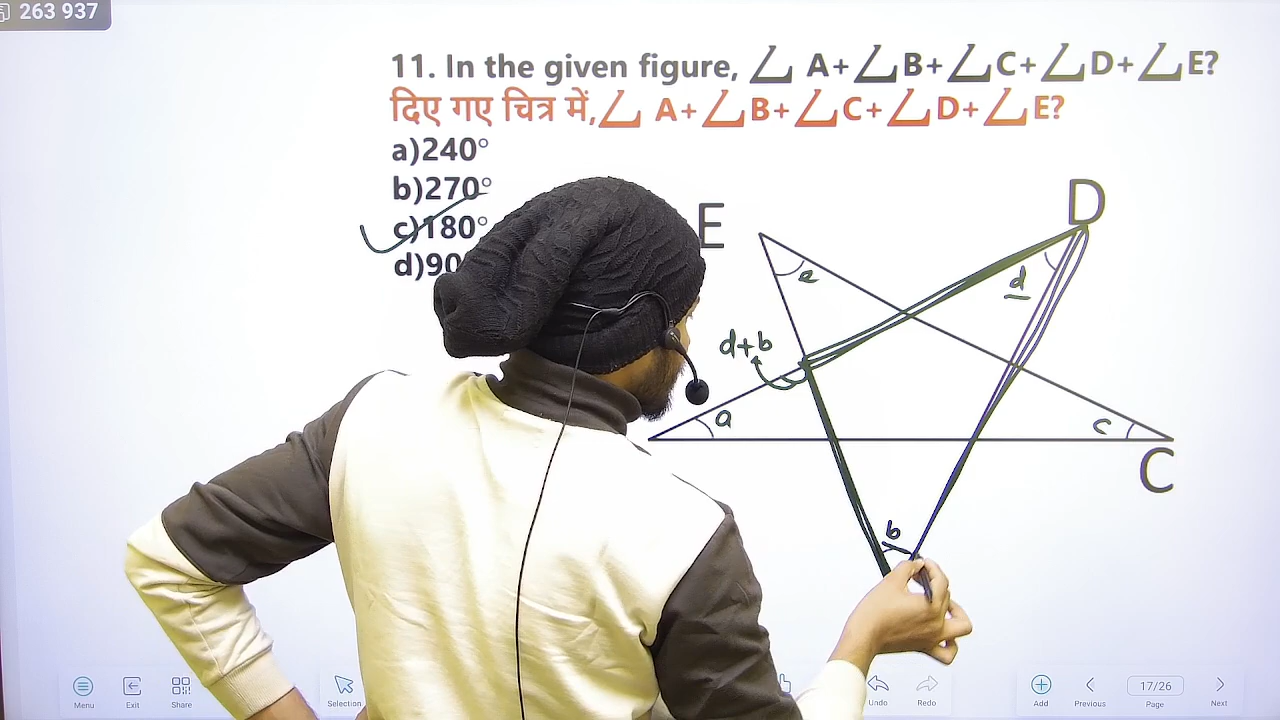 263 937
11. In the given figure, ∠ A+∠B+∠C+∠D+∠E?
दिए गए चित्र में,∠ A+∠B+∠C+∠D+∠E?
a)240°
b)270°
c)180°
d)90
E
D
e
d
d+b
a
c
C
b
Menu
Exit
Share
Selection
Undo
Redo
Add
Previous
17/26
Page
Next